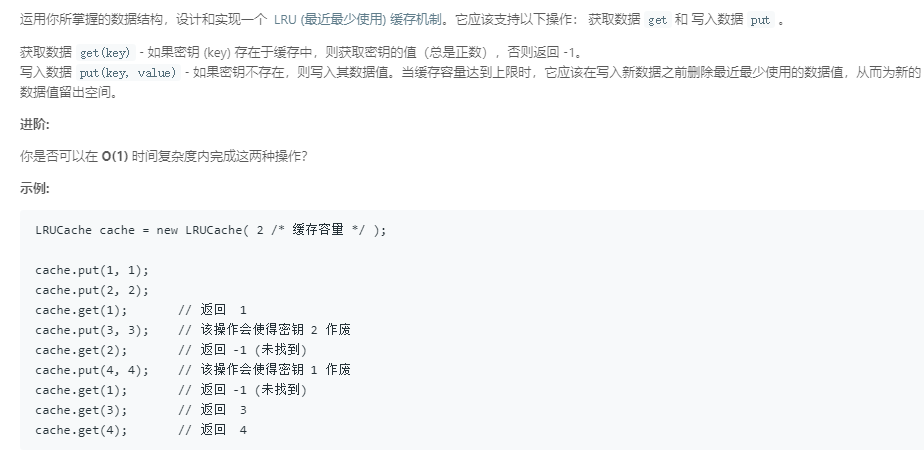 运用你所掌握的数据结构，设计和实现一个 LRU (最近最少使用) 缓存机制。它应该支持以下操作： 获取数据 get 和 写入数据 put 。
获取数据 get(key) - 如果密钥 (key) 存在于缓存中，则获取密钥的值（总是正数），否则返回 -1。
写入数据 put(key, value) - 如果密钥不存在，则写入其数据值。当缓存容量达到上限时，它应该在写入新数据之前删除最近最少使用的数据值，从而为新的
数据值留出空间。
进阶:
你是否可以在 O(1) 时间复杂度内完成这两种操作？
示例:
LRUCache cache = new LRUCache( 2 /* 缓存容量 */ );
cache.put(1, 1);
cache.put(2, 2);
cache.get(1);       // 返回  1
cache.put(3, 3);    // 该操作会使得密钥 2 作废
cache.get(2);       // 返回 -1 (未找到)
cache.put(4, 4);    // 该操作会使得密钥 1 作废
cache.get(1);       // 返回 -1 (未找到)
cache.get(3);       // 返回  3
cache.get(4);       // 返回  4